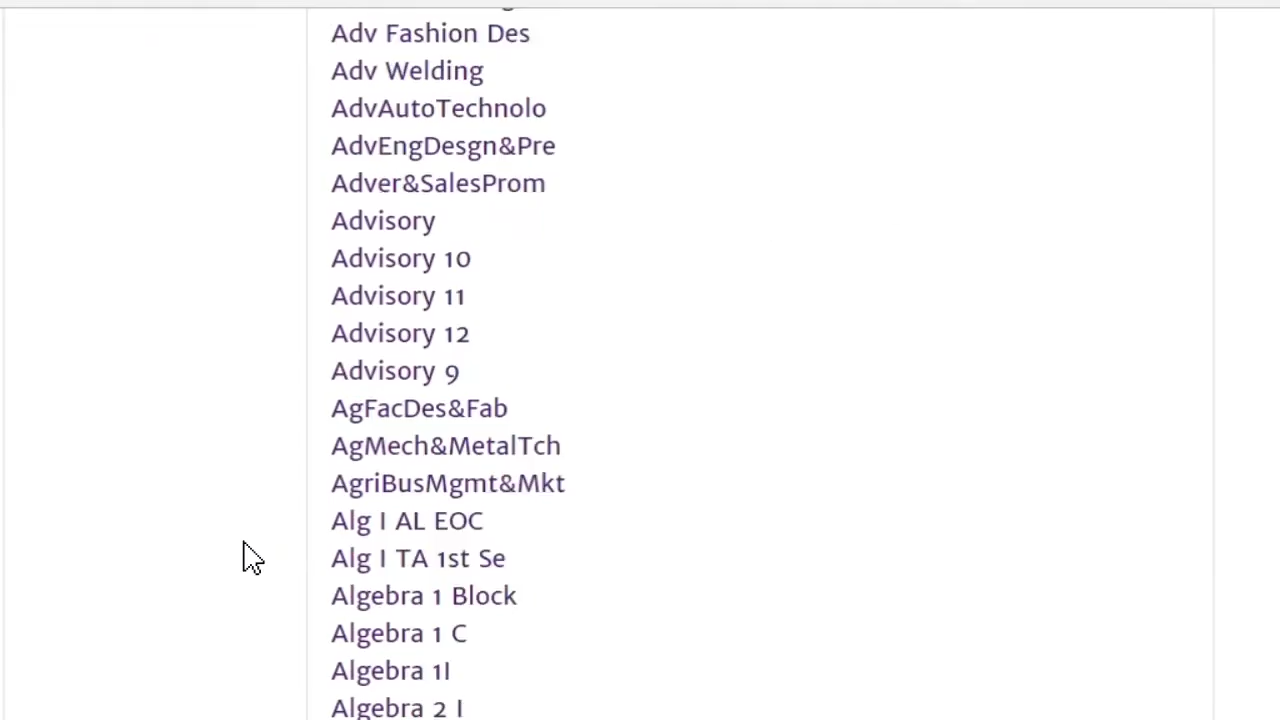 Adv Fashion Des
Adv Welding
AdvAutoTechnolo
AdvEngDesgn&Pre
Adver&SalesProm
Advisory
Advisory 10
Advisory 11
Advisory 12
Advisory 9
AgFacDes&Fab
AgMech&MetalTch
AgriBusMgmt&Mkt
Alg I AL EOC
Alg I TA 1st Se
Algebra 1 Block
Algebra 1 C
Algebra 1I
Algebra 2 I